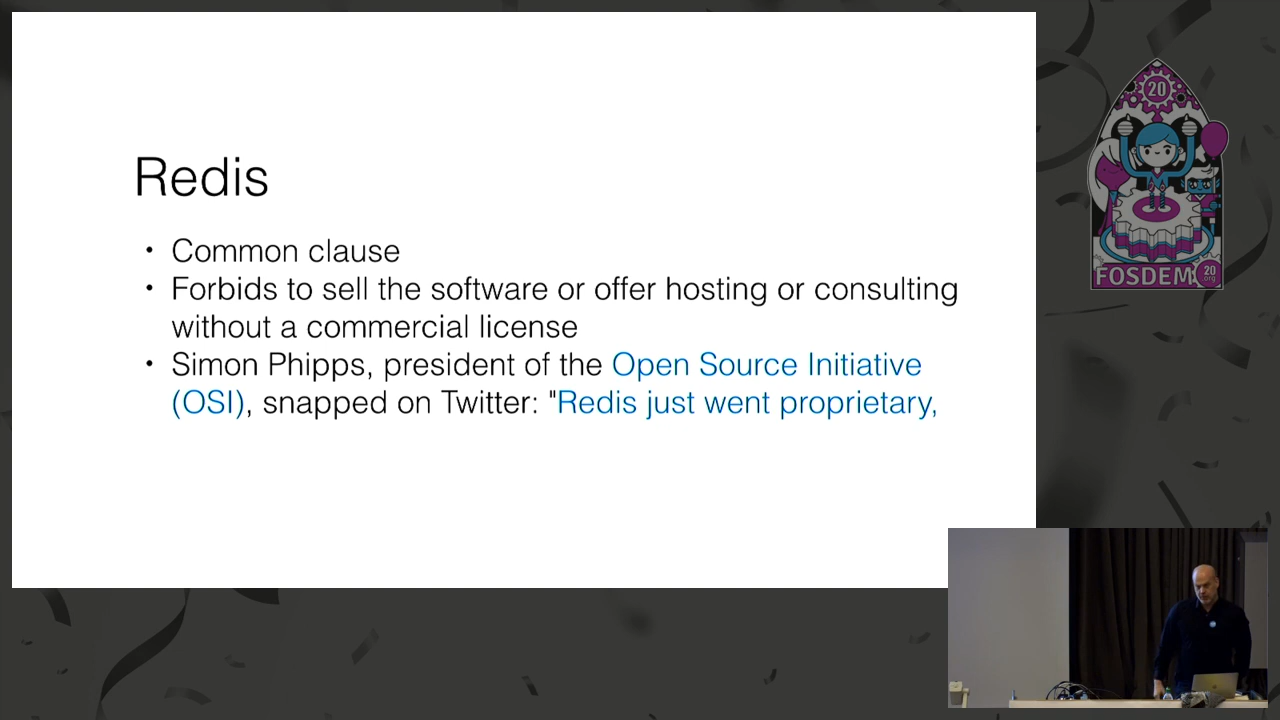 Redis
• Common clause
• Forbids to sell the software or offer hosting or consulting
without a commercial license
• Simon Phipps, president of the Open Source Initiative
(OSI), snapped on Twitter: "Redis just went proprietary,
20
FOSDEM
20
.org